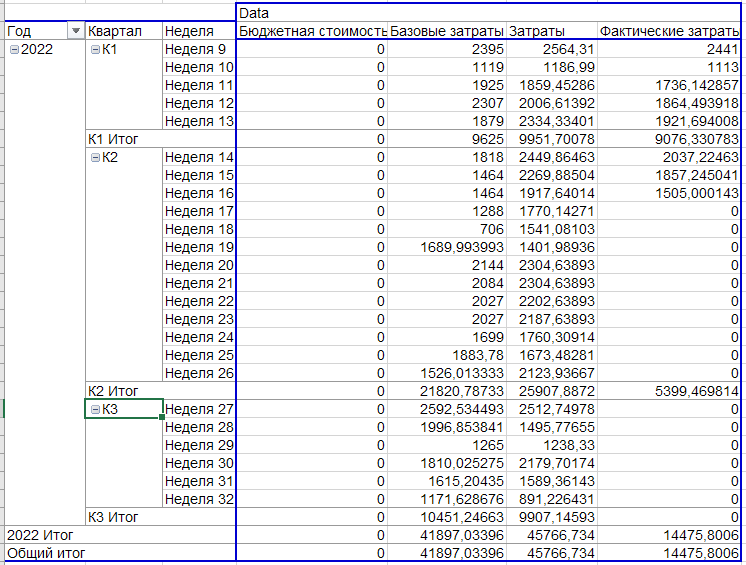 Data
Год Квартал Неделя Бюджетная стоимость Базовые затраты Затраты Фактические затраты
2022 К1 Неделя 9 0 2395 2564,31 2441
Неделя 10 0 1119 1186,99 1113
Неделя 11 0 1925 1859,45286 1736,142857
Неделя 12 0 2307 2006,61392 1864,493918
Неделя 13 0 1879 2334,33401 1921,694008
К1 Итог 0 9625 9951,70078 9076,330783
К2 Неделя 14 0 1818 2449,86463 2037,22463
Неделя 15 0 1464 2269,88504 1857,245041
Неделя 16 0 1464 1917,64014 1505,000143
Неделя 17 0 1288 1770,14271 0
Неделя 18 0 706 1541,08103 0
Неделя 19 0 1689,993993 1401,98936 0
Неделя 20 0 2144 2304,63893 0
Неделя 21 0 2084 2304,63893 0
Неделя 22 0 2027 2202,63893 0
Неделя 23 0 2027 2187,63893 0
Неделя 24 0 1699 1760,30914 0
Неделя 25 0 1883,78 1673,48281 0
Неделя 26 0 1526,013333 2123,93667 0
К2 Итог 0 21820,78733 25907,8872 5399,469814
К3 Неделя 27 0 2592,534493 2512,74978 0
Неделя 28 0 1996,853841 1495,77655 0
Неделя 29 0 1265 1238,33 0
Неделя 30 0 1810,025275 2179,70174 0
Неделя 31 0 1615,20435 1589,36143 0
Неделя 32 0 1171,628676 891,226431 0
К3 Итог 0 10451,24663 9907,14593 0
2022 Итог 0 41897,03396 45766,734 14475,8006
Общий итог 0 41897,03396 45766,734 14475,8006